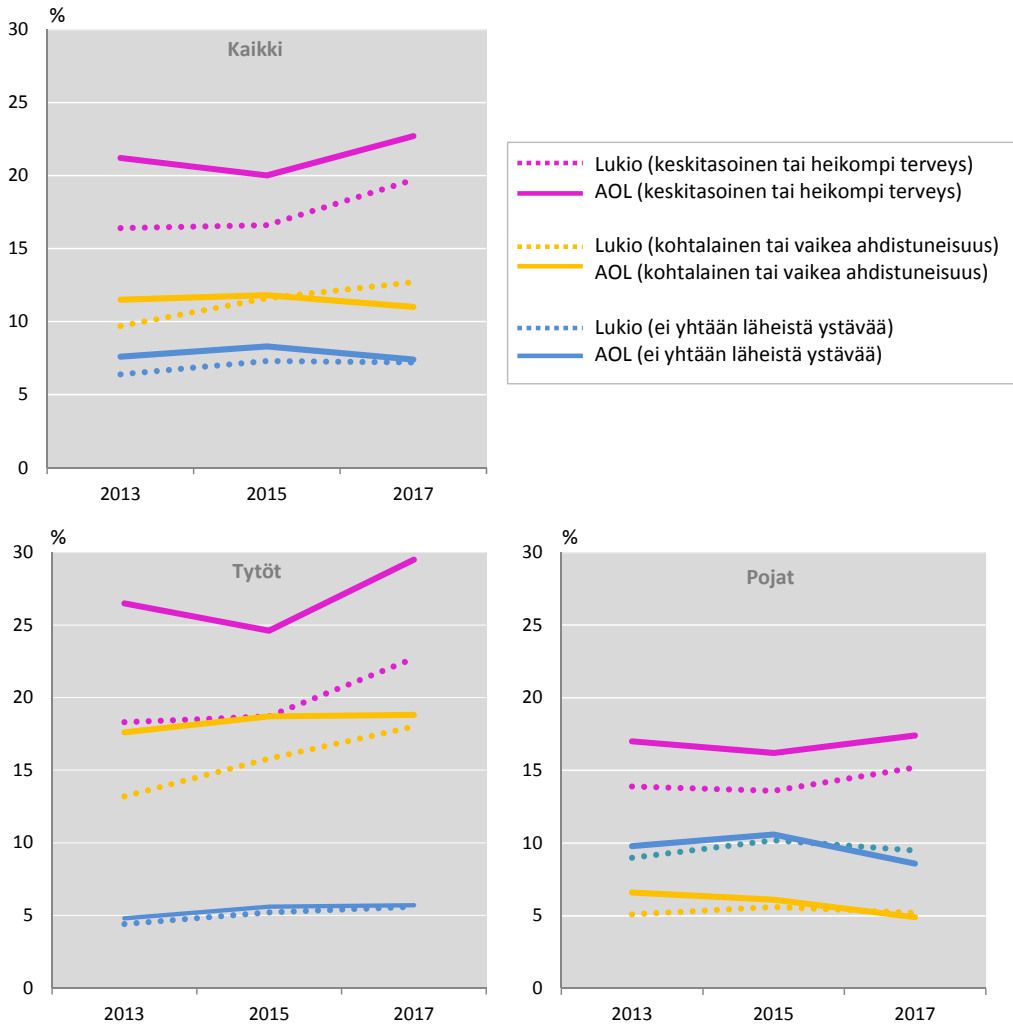 %
30
Kaikki
25
20
15
10
5
0
2013 2015 2017
Lukio (keskitasoinen tai heikompi terveys)
AOL (keskitasoinen tai heikompi terveys)
Lukio (kohtalainen tai vaikea ahdistuneisuus)
AOL (kohtalainen tai vaikea ahdistuneisuus)
Lukio (ei yhtään läheistä ystävää)
AOL (ei yhtään läheistä ystävää)
%
30
Tytöt
25
20
15
10
5
0
2013 2015 2017
%
30
Pojat
25
20
15
10
5
0
2013 2015 2017